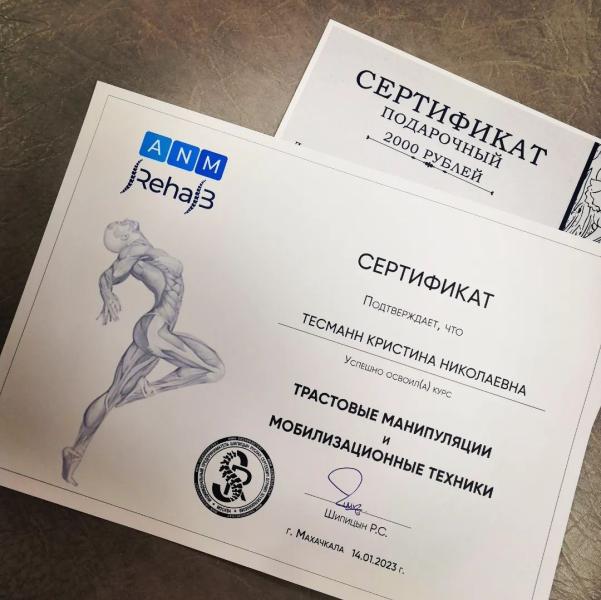 СЕРТИФИКАТ
ПОДАРОЧНЫЙ
2000 РУБЛЕЙ
ANM
Rehab
СЕРТИФИКАТ
Подтверждает, что
ТЕСМАНН КРИСТИНА НИКОЛАЕВНА
Успешно освоил(а) курс
ТРАСТОВЫЕ МАНИПУЛЯЦИИ
И
МОБИЛИЗАЦИОННЫЕ ТЕХНИКИ
Шипицын Р.С.
г. Махачкала 14.01.2023 г.